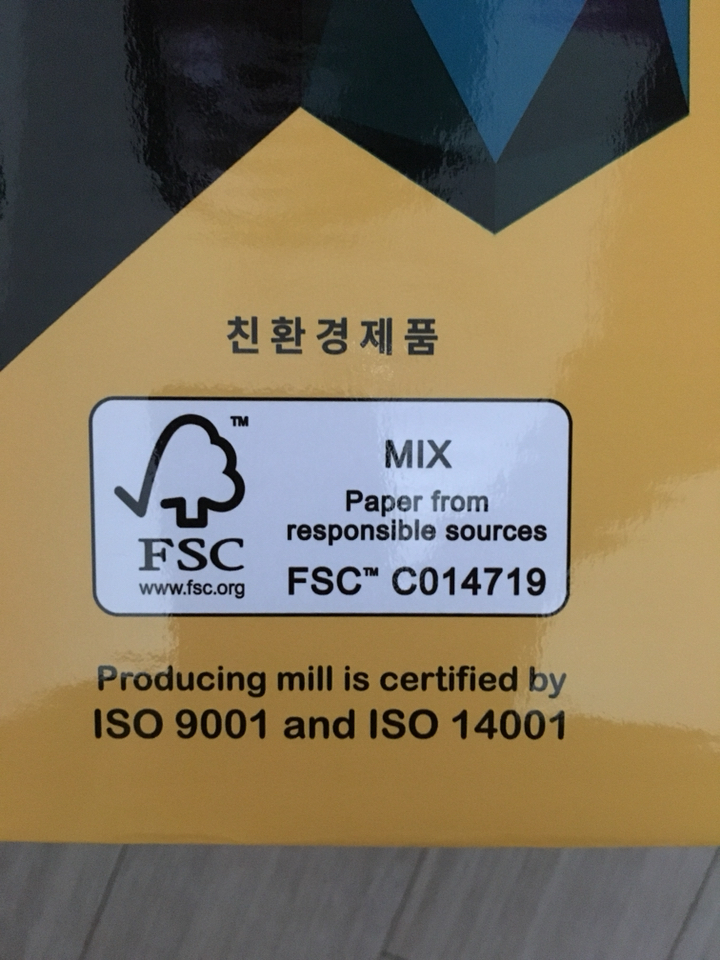 친환경제품
TM
FSC
www.fsc.org
MIX
Paper from
responsible sources
FSC™ C014719
Producing mill is certified by
ISO 9001 and ISO 14001